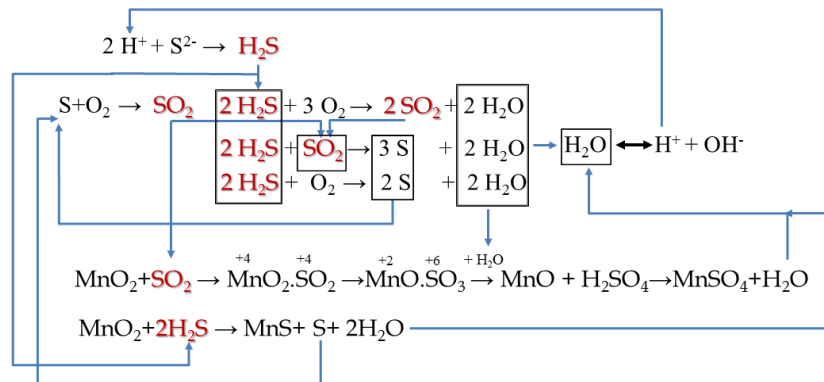 2 H⁺ + S²⁻ → H₂S
S+O₂ → SO₂ 2 H₂S + 3 O₂ → 2 SO₂ + 2 H₂O
2 H₂S + SO₂ → 3 S + 2 H₂O H₂O ↔ H⁺ + OH⁻
2 H₂S + O₂ → 2 S + 2 H₂O
+4 +4 +2 +6 + H₂O
MnO₂+SO₂ → MnO₂.SO₂ →MnO.SO₃ → MnO + H₂SO₄→MnSO₄+H₂O
MnO₂+2H₂S → MnS+ S+ 2H₂O